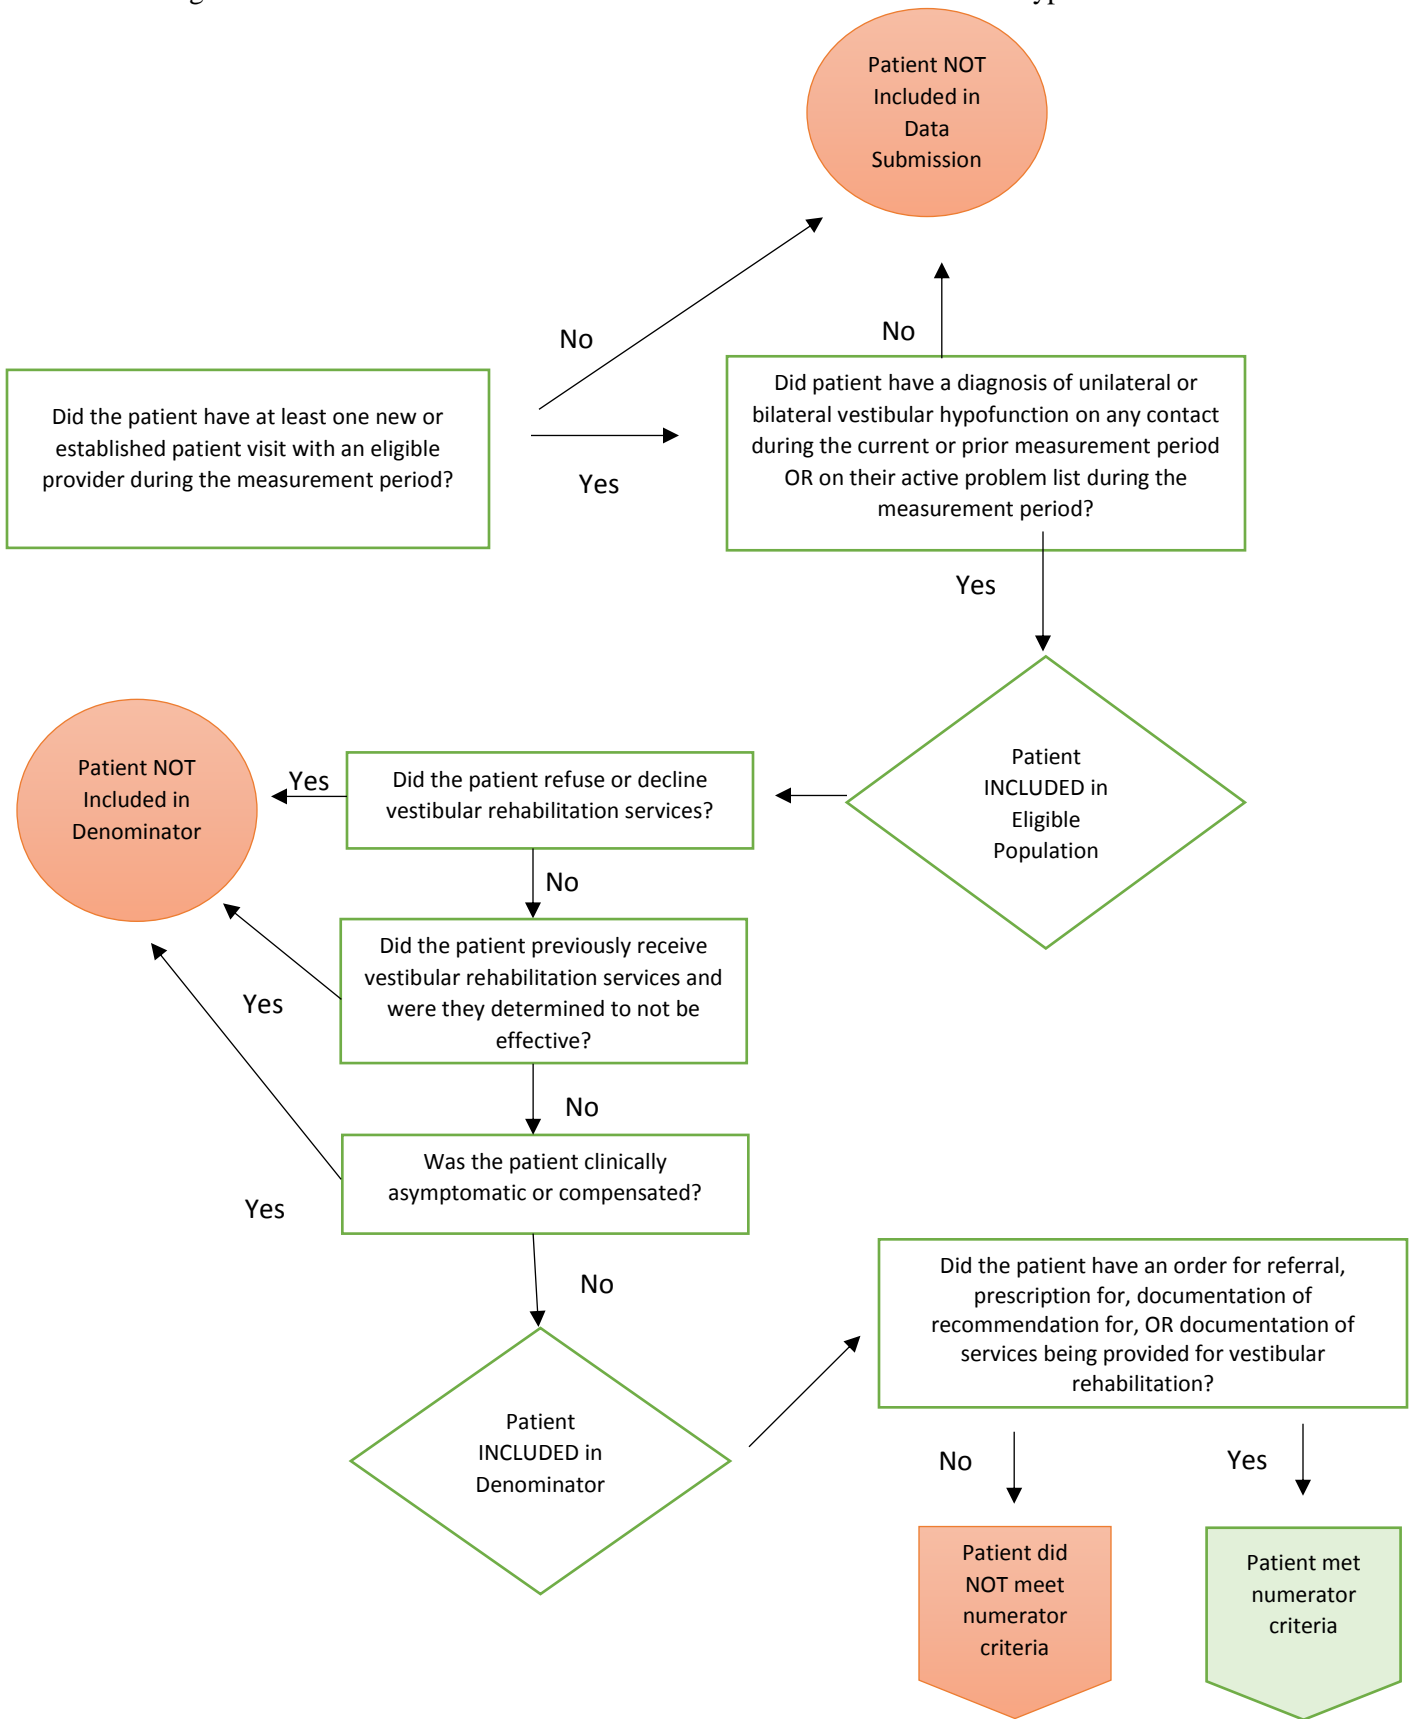 Patient NOT
Included in
Data
Submission
No
No
Did the patient have at least one new or
established patient visit with an eligible
provider during the measurement period?
Yes
Did patient have a diagnosis of unilateral or
bilateral vestibular hypofunction on any contact
during the current or prior measurement period
OR on their active problem list during the
measurement period?
Yes
Patient
INCLUDED in
Eligible
Population
Did the patient refuse or decline
vestibular rehabilitation services?
Yes
Patient NOT
Included in
Denominator
No
Did the patient previously receive
vestibular rehabilitation services and
were they determined to not be
effective?
Yes
No
Was the patient clinically
asymptomatic or compensated?
Yes
No
Patient
INCLUDED in
Denominator
Did the patient have an order for referral,
prescription for, documentation of
recommendation for, OR documentation of
services being provided for vestibular
rehabilitation?
No
Yes
Patient did
NOT meet
numerator
criteria
Patient met
numerator
criteria